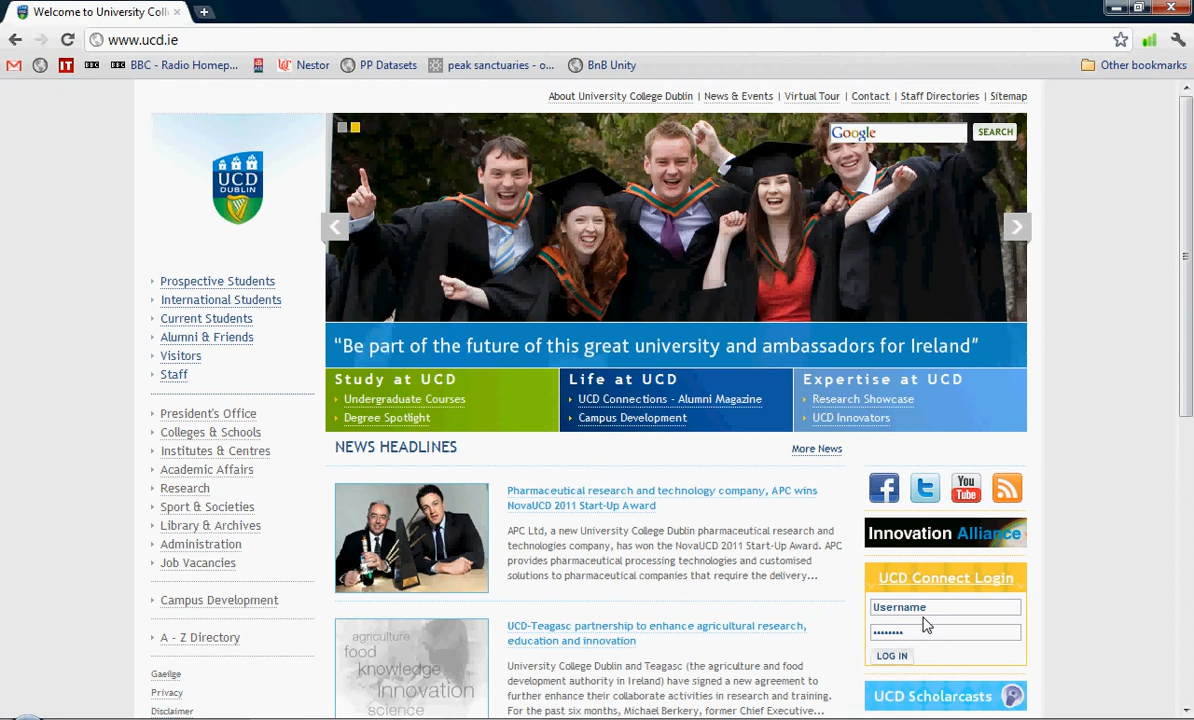 Welcome to University Coll
www.ucd.ie
BBC - Radio Homep...
Nestor
PP Datasets
peak sanctuaries - o...
BnB Unity
Other bookmarks
About University College Dublin | News & Events | Virtual Tour | Contact | Staff Directories | Sitemap
Google
SEARCH
UCD
DUBLIN
Prospective Students
International Students
Current Students
Alumni & Friends
Visitors
Staff
President's Office
Colleges & Schools
Institutes & Centres
Academic Affairs
Research
Sport & Societies
Library & Archives
Administration
Job Vacancies
Campus Development
A - Z Directory
Gaeilge
Privacy
Disclaimer
“Be part of the future of this great university and ambassadors for Ireland”
Study at UCD
Undergraduate Courses
Degree Spotlight
Life at UCD
UCD Connections - Alumni Magazine
Campus Development
Expertise at UCD
Research Showcase
UCD Innovators
NEWS HEADLINES
More News
Pharmaceutical research and technology company, APC wins
NovaUCD 2011 Start-Up Award
APC Ltd, a new University College Dublin pharmaceutical research and
technologies company, has won the NovaUCD 2011 Start-Up Award. APC
provides pharmaceutical processing technologies and customised
solutions to pharmaceutical companies that require the delivery...
agriculture
food
knowledge
innovation
science
UCD-Teagasc partnership to enhance agricultural research,
education and innovation
University College Dublin and Teagasc (the agriculture and food
development authority in Ireland) have signed a new agreement to
further enhance their collaborate activities in research and training.
For the past six months, Michael Berkery, former Chief Executive...
You
Tube
Innovation Alliance
UCD Connect Login
Username
LOG IN
UCD Scholarcasts